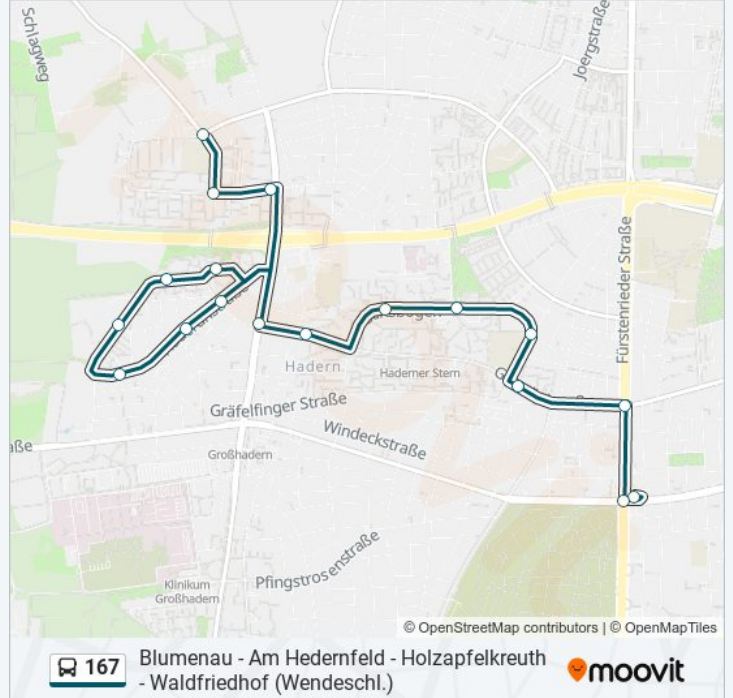 Schlagweg
Joergstraße
Fürstenrieder Straße
Hadern
Haderner Stern
Gräfelfinger Straße
Windeckstraße
aße
Großhadern
Klinikum
Großhadern
Pfingstrosenstraße
© OpenStreetMap contributors | © OpenMapTiles
167
Blumenau - Am Hedernfeld - Holzapfelkreuth
- Waldfriedhof (Wendeschl.)
moovit